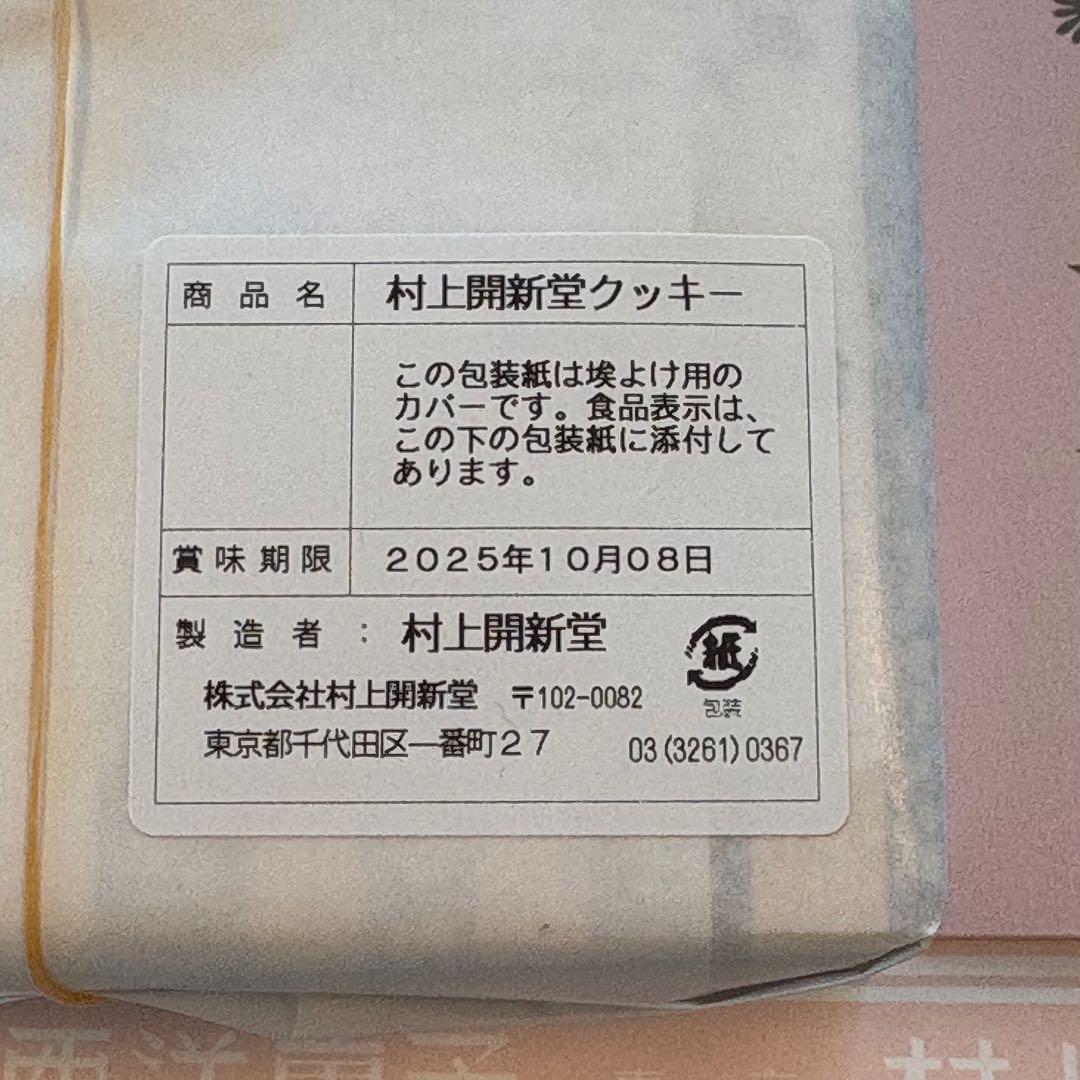 商品名 村上開新堂クッキー
この包装紙は埃よけ用の
カバーです。食品表示は、
この下の包装紙に添付して
あります。
賞味期限 2025年10月08日
製造者: 村上開新堂
紙
包装
株式会社村上開新堂 〒102-0082
東京都千代田区一番町27 03(3261)0367
西洋菓子